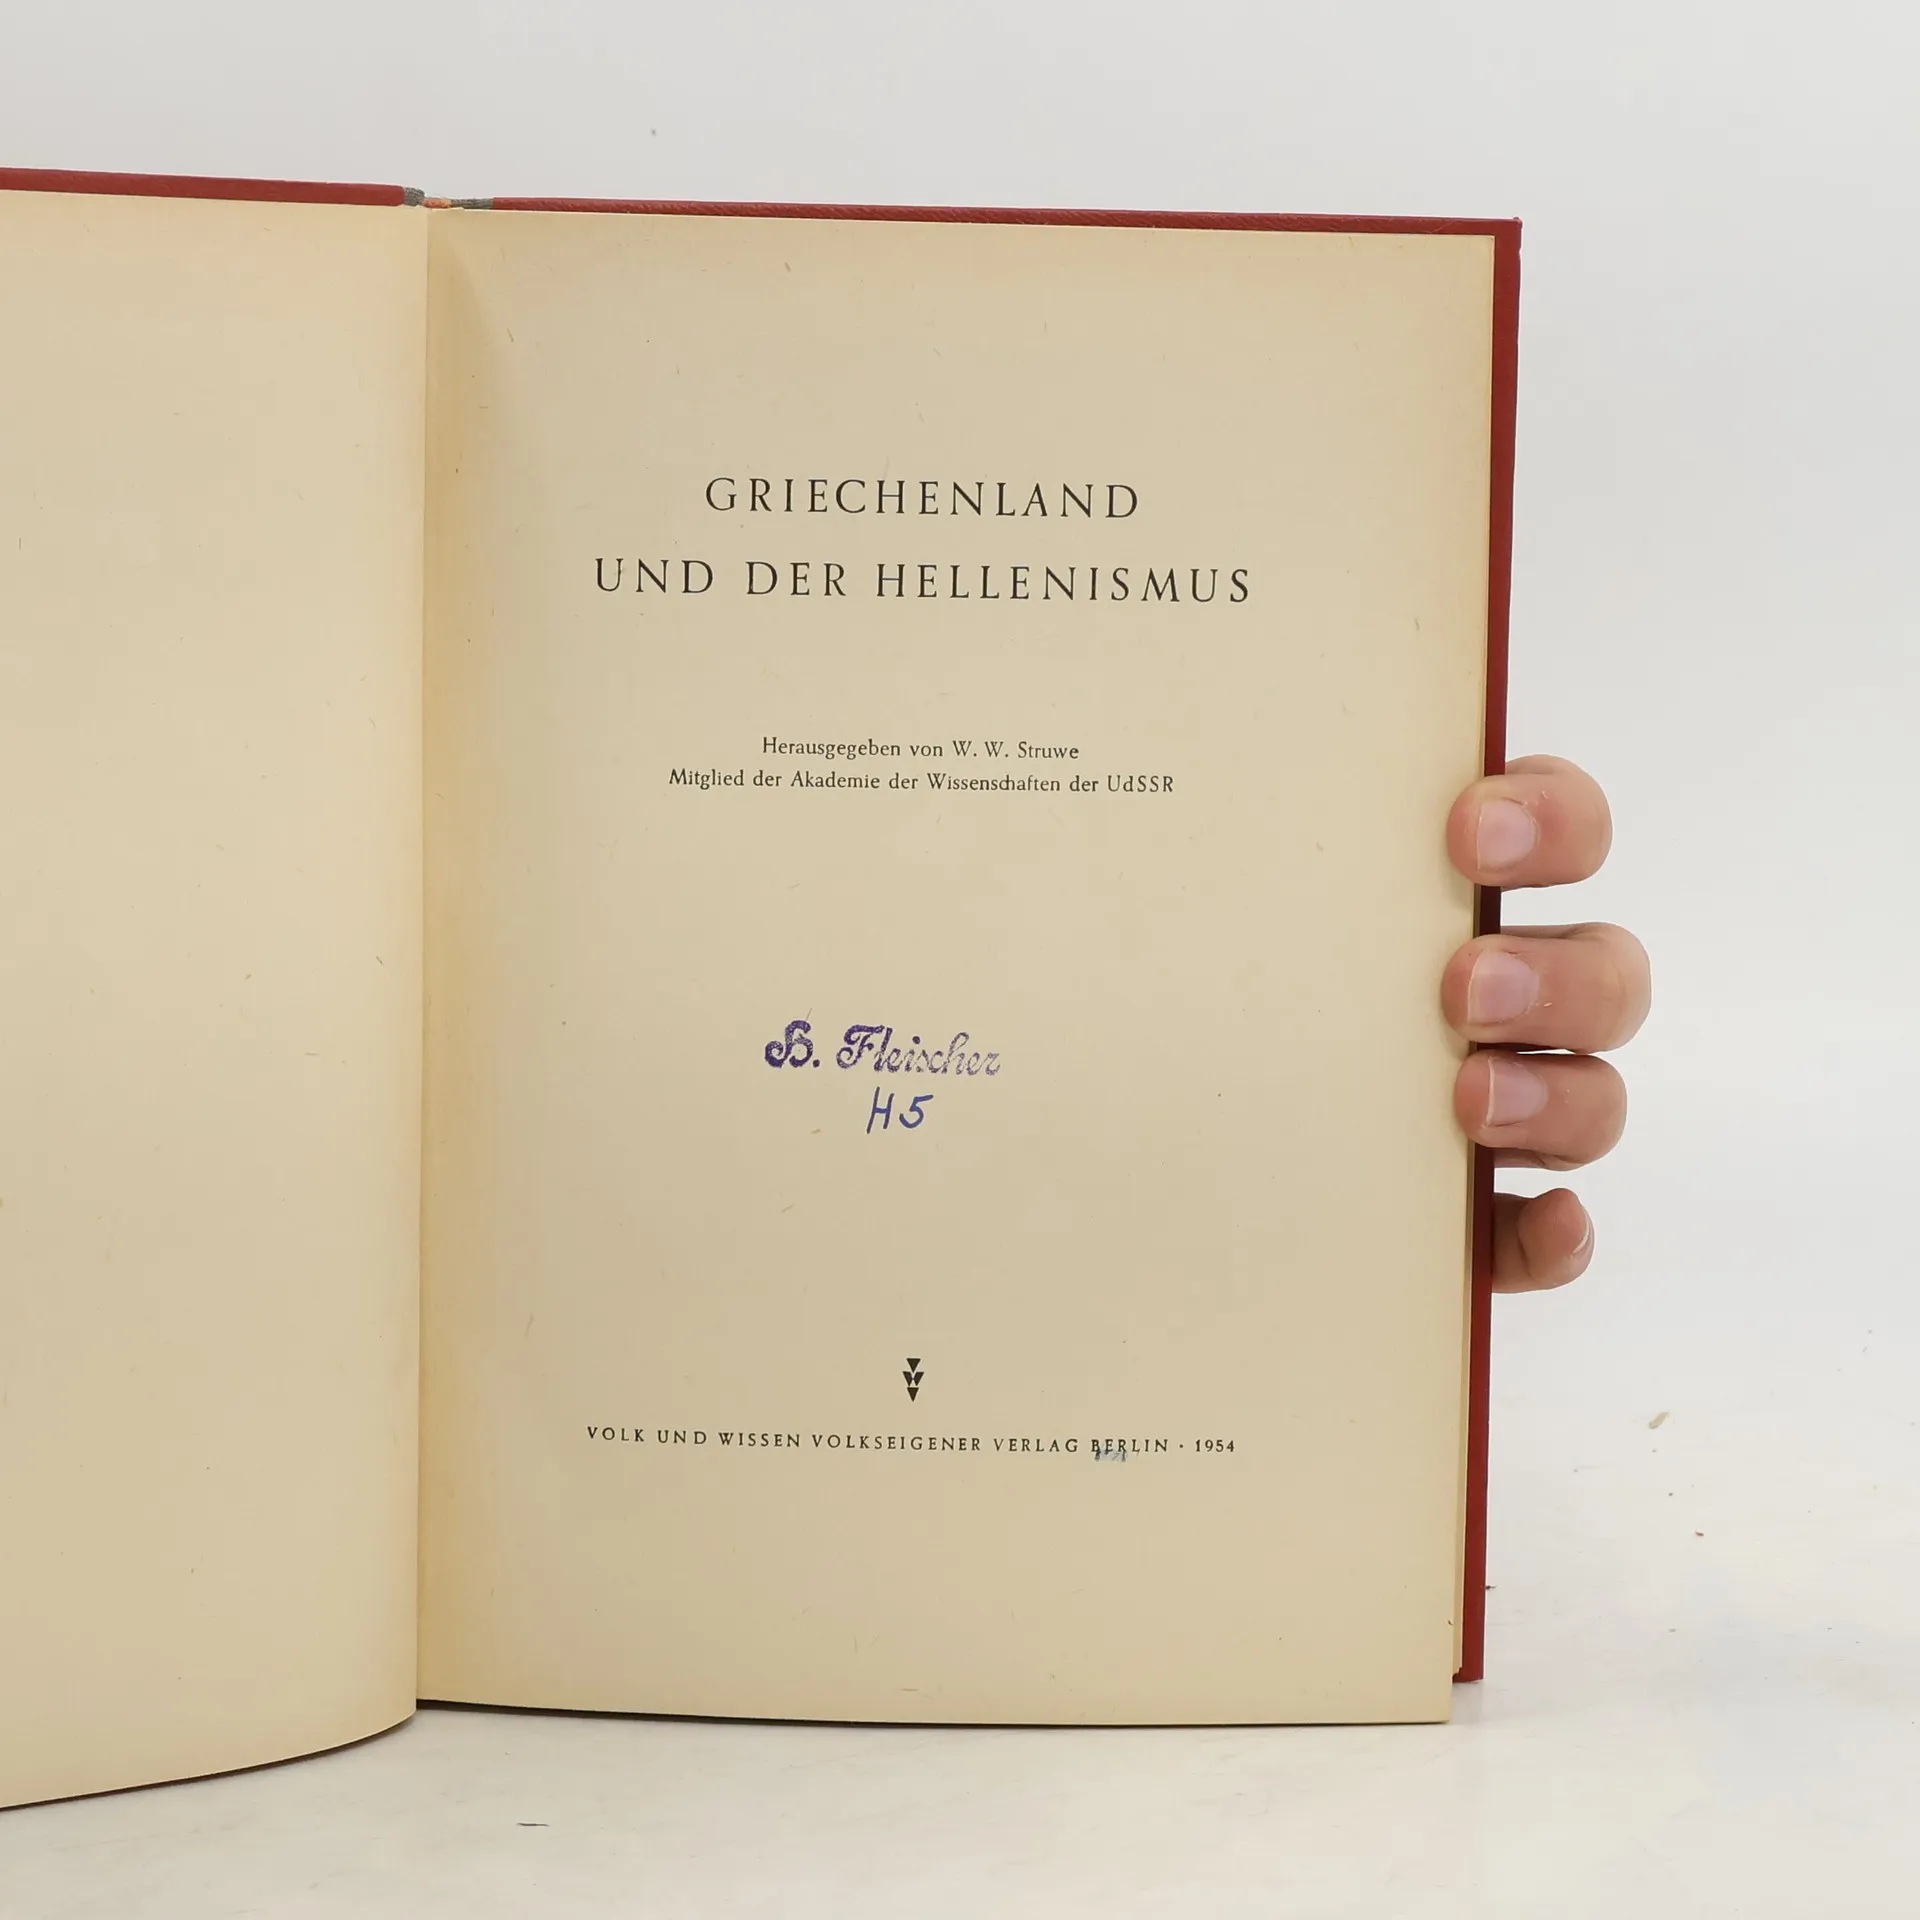 GRIECHENLAND
UND DER HELLENISMUS
Herausgegeben von W. W. Struwe
Mitglied der Akademie der Wissenschaften der UdSSR
H. Fleischer
H 5
VOLK UND WISSEN VOLKSEIGENER VERLAG BERLIN · 1954